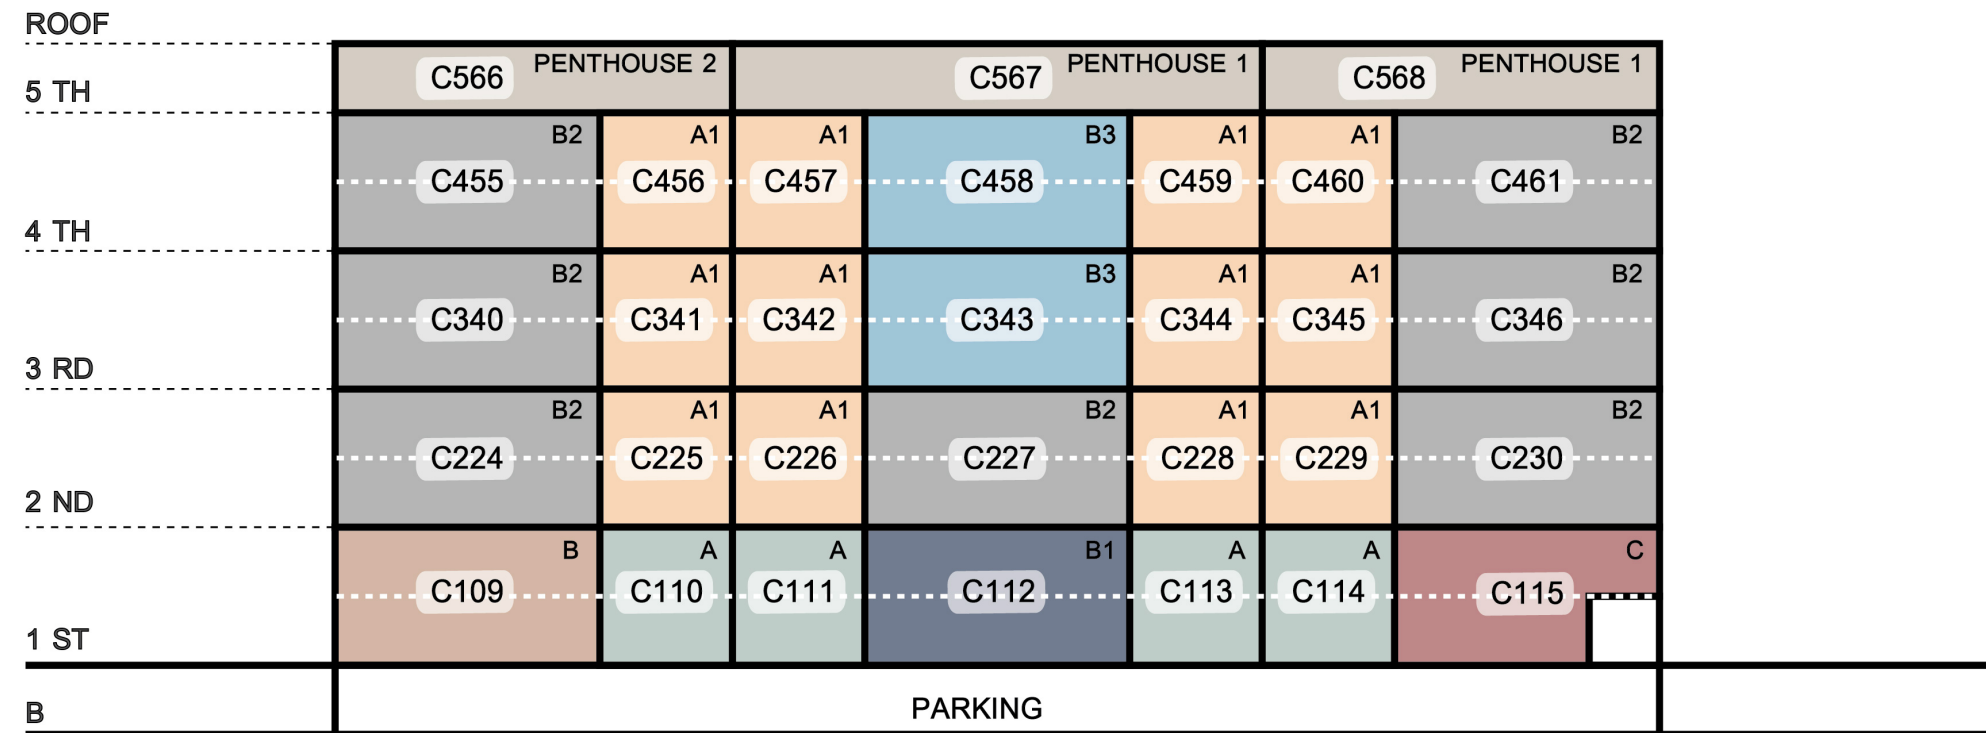 ROOF
PENTHOUSE 2 PENTHOUSE 1 PENTHOUSE 1
5 TH C566 C567 C568
B2 A1 A1 B3 A1 A1 B2
C455 C456 C457 C458 C459 C460 C461
4 TH
B2 A1 A1 B3 A1 A1 B2
C340 C341 C342 C343 C344 C345 C346
3 RD
B2 A1 A1 B2 A1 A1 B2
C224 C225 C226 C227 C228 C229 C230
2 ND
B A A B1 A A C
C109 C110 C111 C112 C113 C114 C115
1 ST
B PARKING